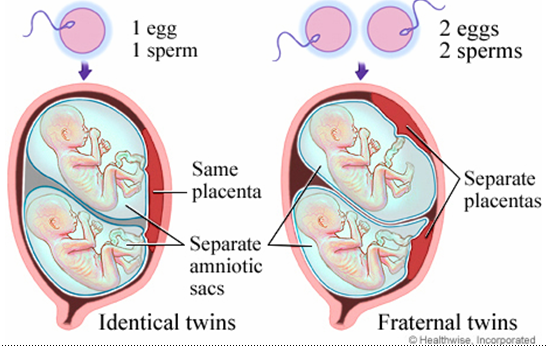 1 egg
1 sperm
2 eggs
2 sperms
Same
placenta
Separate
amniotic
sacs
Separate
placentas
Identical twins
Fraternal twins
© Healthwise, Incorporated